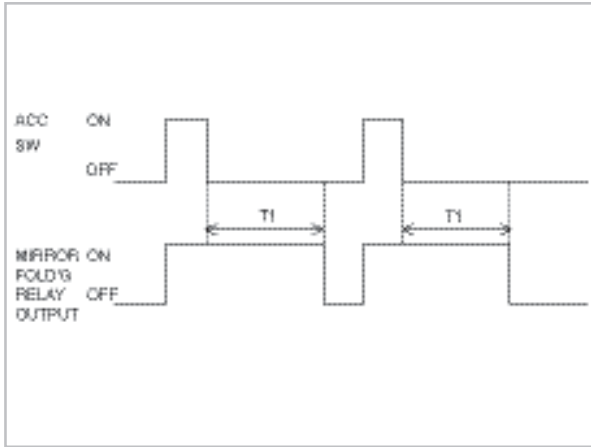 ACC ON
SW
OFF
T1 T1
MIRROR ON
FOLD'G
RELAY OFF
OUTPUT